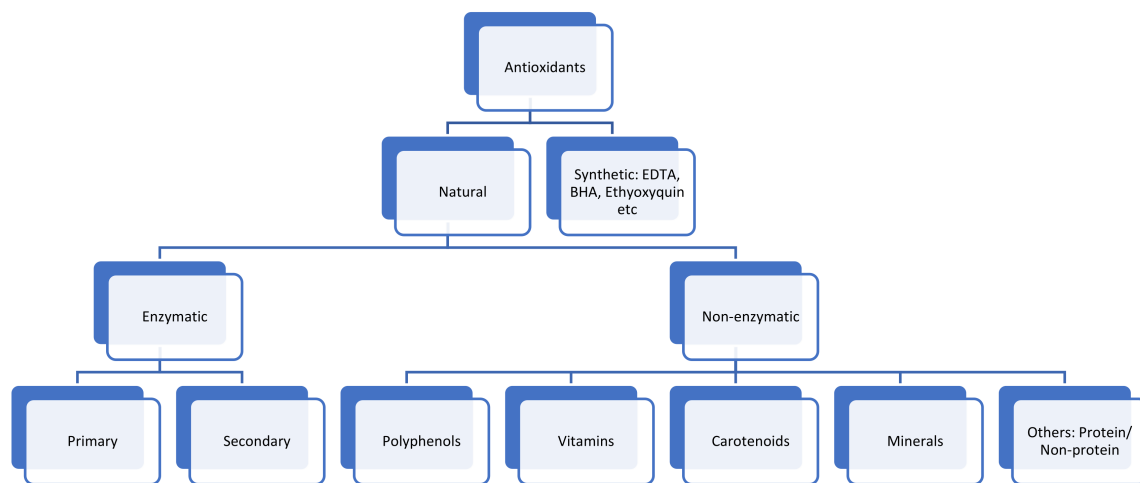 Antioxidants
Natural
Synthetic: EDTA,
BHA, Ethyoxyquin
etc
Enzymatic
Non-enzymatic
Primary
Secondary
Polyphenols
Vitamins
Carotenoids
Minerals
Others: Protein/
Non-protein